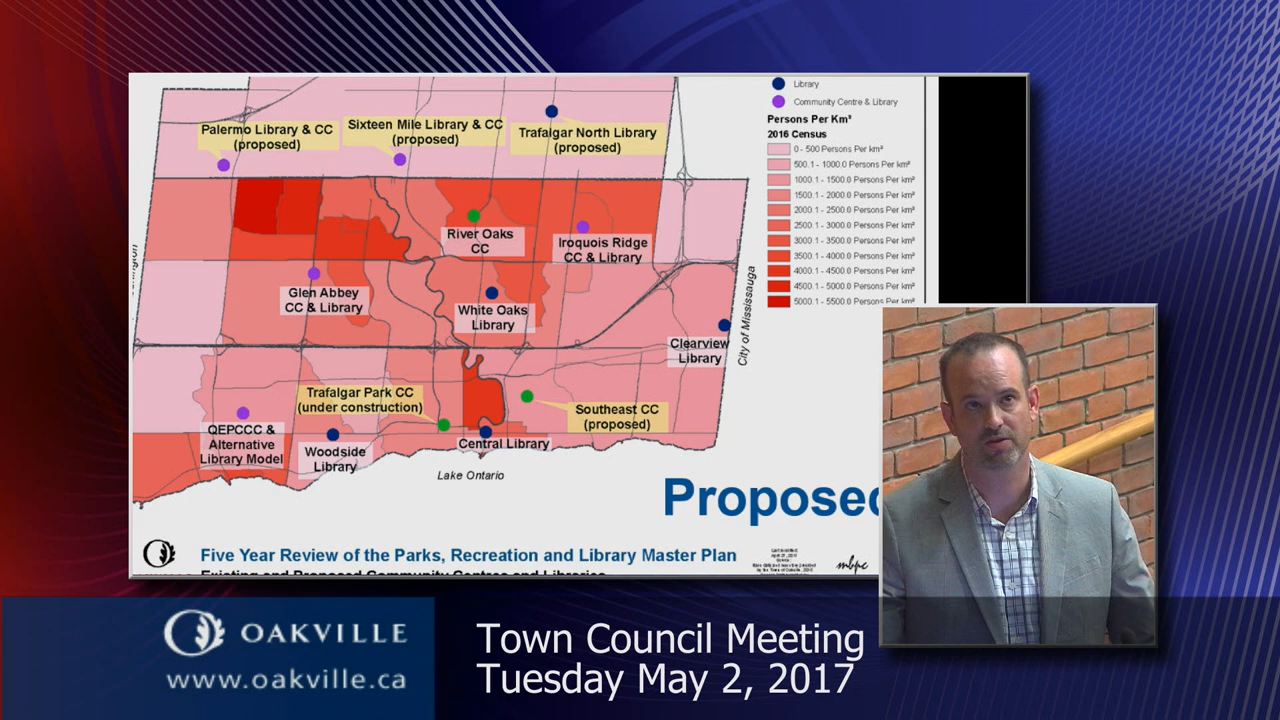 Library
Community Centre & Library
Persons Per Km²
2016 Census
0 - 500 Persons Per km²
500.1 - 1000.0 Persons Per km²
1000.1 - 1500.0 Persons Per km²
1500.1 - 2000.0 Persons Per km²
2000.1 - 2500.0 Persons Per km²
2500.1 - 3000.0 Persons Per km²
3000.1 - 3500.0 Persons Per km²
3500.1 - 4000.0 Persons Per km²
4000.1 - 4500.0 Persons Per km²
4500.1 - 5000.0 Persons Per km²
5000.1 - 5500.0 Persons Per km²
Palermo Library & CC
(proposed)
Sixteen Mile Library & CC
(proposed)
Trafalgar North Library
(proposed)
River Oaks
CC
Iroquois Ridge
CC & Library
Glen Abbey
CC & Library
White Oaks
Library
Clearview
Library
City of Mississauga
Trafalgar Park CC
(under construction)
Southeast CC
(proposed)
QEPCCC &
Alternative
Library Model
Woodside
Library
Central Library
Lake Ontario
Proposed
Five Year Review of the Parks, Recreation and Library Master Plan
Existing and Proposed Community Centres and Libraries
mbpc
OAKVILLE
www.oakville.ca
Town Council Meeting
Tuesday May 2, 2017